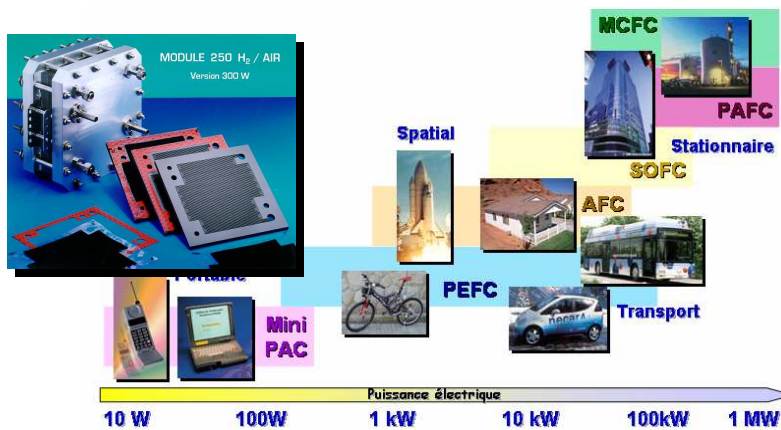 MODULE 250 H2 / AIR
Version 300 W
MCFC
PAFC
Spatial
Stationnaire
SOFC
AFC
Portable
PEFC
Transport
necar4
Mini
PAC
Puissance électrique
10 W 100W 1 kW 10 kW 100kW 1 MW